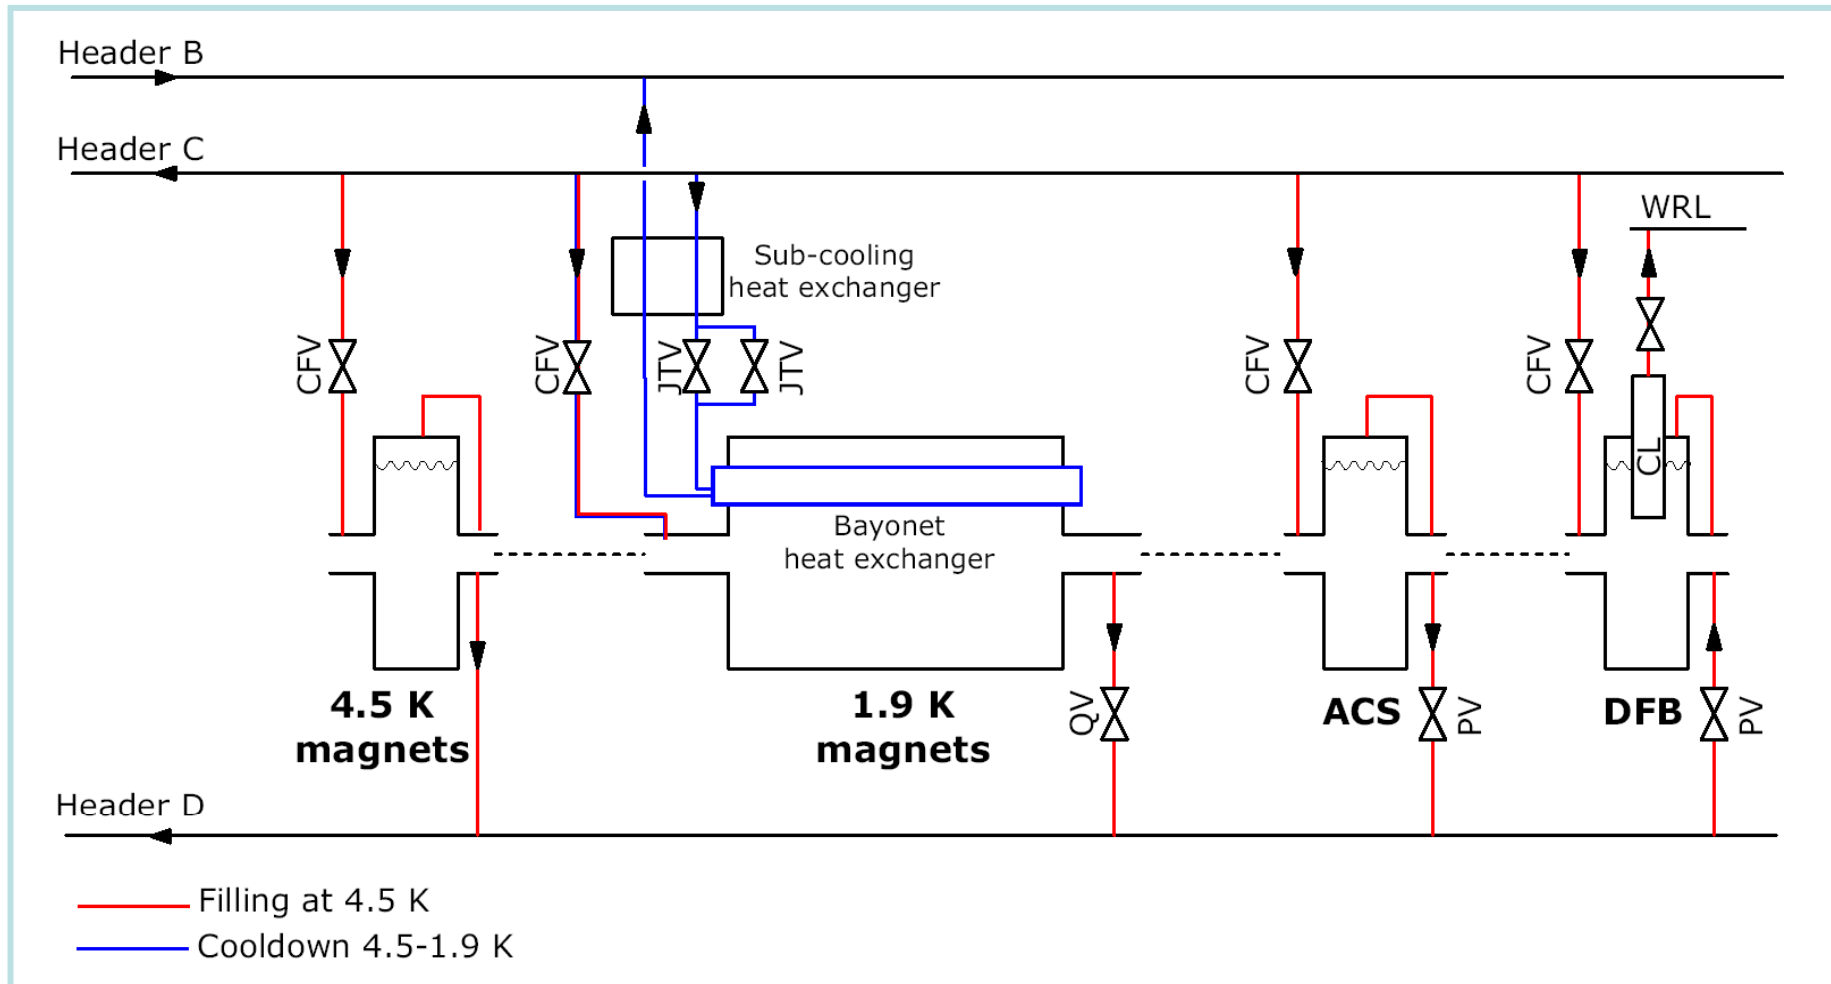 Header B
Header C
WRL
Sub-cooling
heat exchanger
CFV
CFV
JTV
JTV
CFV
CFV
CL
Bayonet
heat exchanger
4.5 K
magnets
1.9 K
magnets
QV
ACS
PV
DFB
PV
Header D
Filling at 4.5 K
Cooldown 4.5-1.9 K